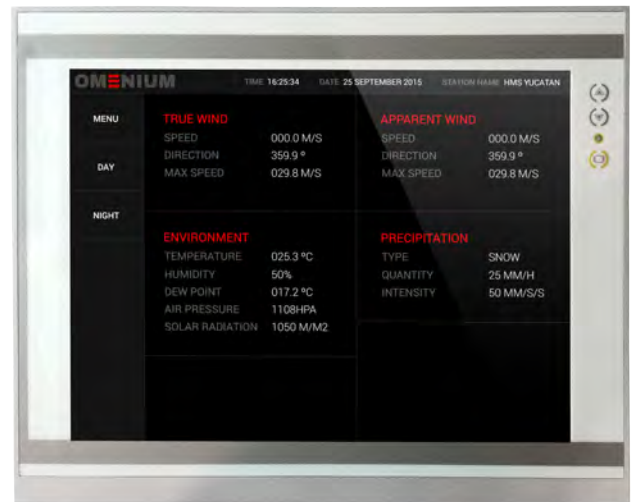 OMENIUM TIME 16:25:34 DATE 25 SEPTEMBER 2015 STATION NAME HMS YUCATAN
MENU
DAY
NIGHT
TRUE WIND
SPEED 000.0 M/S
DIRECTION 359.9 º
MAX SPEED 029.8 M/S
APPARENT WIND
SPEED 000.0 M/S
DIRECTION 359.9 º
MAX SPEED 029.8 M/S
ENVIRONMENT
TEMPERATURE 025.3 ºC
HUMIDITY 50%
DEW POINT 017.2 ºC
AIR PRESSURE 1108HPA
SOLAR RADIATION 1050 M/M2
PRECIPITATION
TYPE SNOW
QUANTITY 25 MM/H
INTENSITY 50 MM/S/S